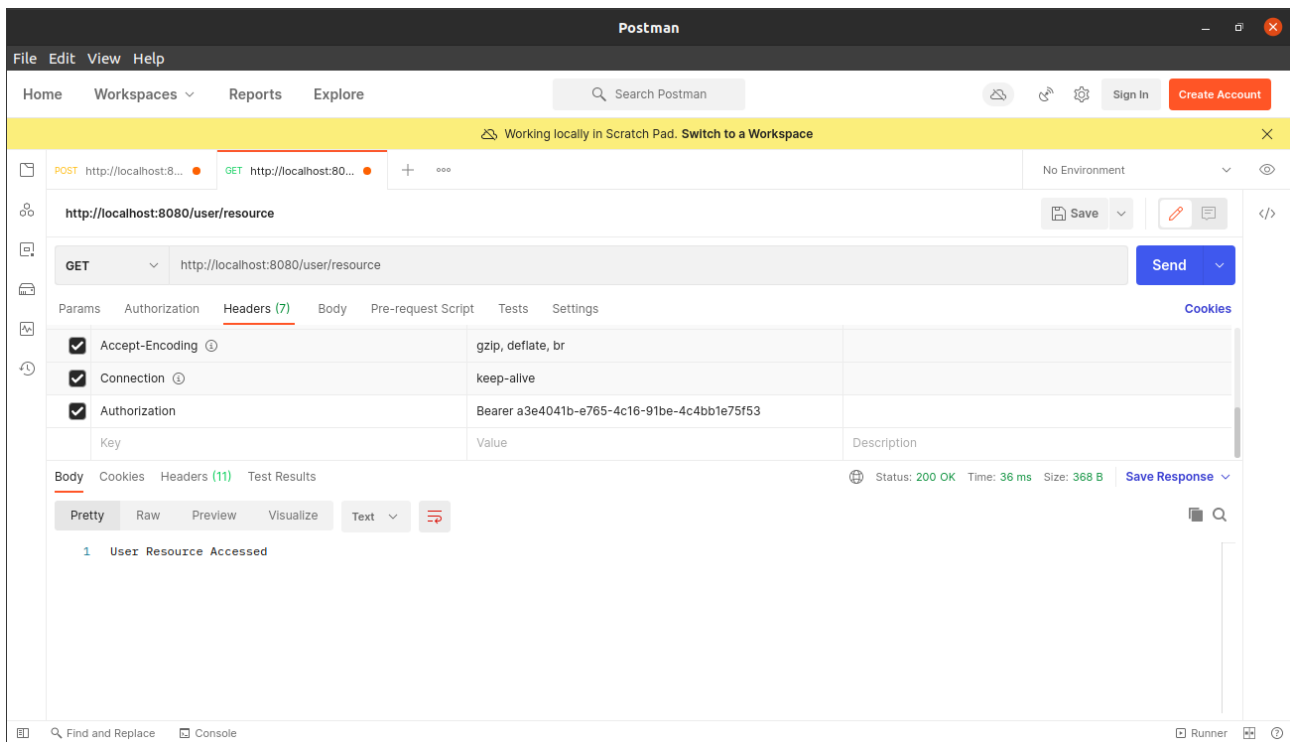 Postman
File Edit View Help
Home Workspaces Reports Explore Search Postman Sign In Create Account
Working locally in Scratch Pad. Switch to a Workspace
POST http://localhost:8... GET http://localhost:80... No Environment
http://localhost:8080/user/resource Save
GET http://localhost:8080/user/resource Send
Params Authorization Headers (7) Body Pre-request Script Tests Settings Cookies
Accept-Encoding gzip, deflate, br
Connection keep-alive
Authorization Bearer a3e4041b-e765-4c16-91be-4c4bb1e75f53
Key Value Description
Body Cookies Headers (11) Test Results Status: 200 OK Time: 36 ms Size: 368 B Save Response
Pretty Raw Preview Visualize Text
1 User Resource Accessed
Find and Replace Console Runner